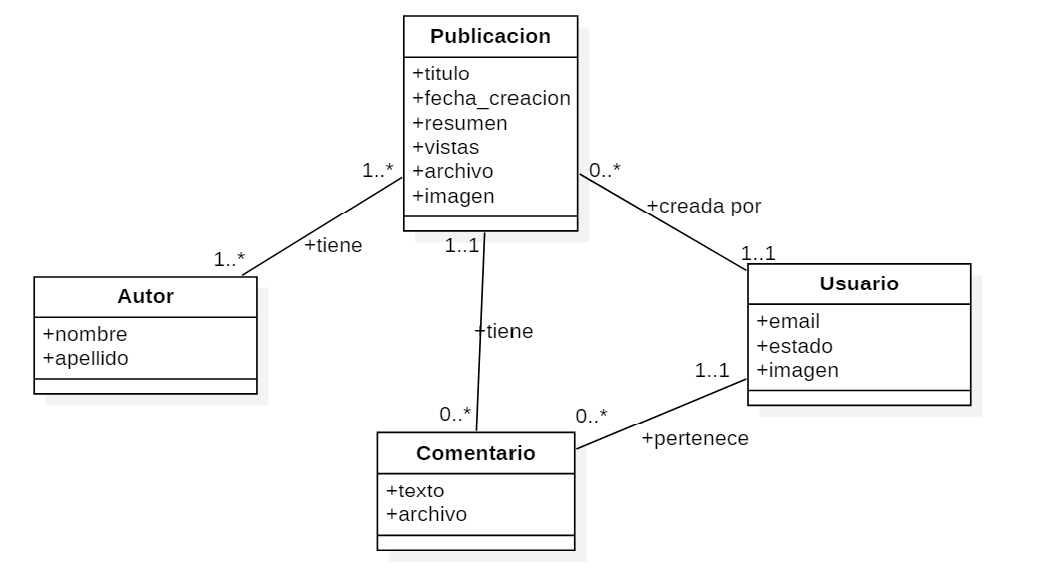 Publicacion
+titulo
+fecha_creacion
+resumen
+vistas
+archivo
+imagen
1..*
0..*
+creada por
1..*
+tiene
1..1
1..1
Autor
+nombre
+apellido
Usuario
+email
+estado
+imagen
+tiene
1..1
0..*
0..*
+pertenece
Comentario
+texto
+archivo